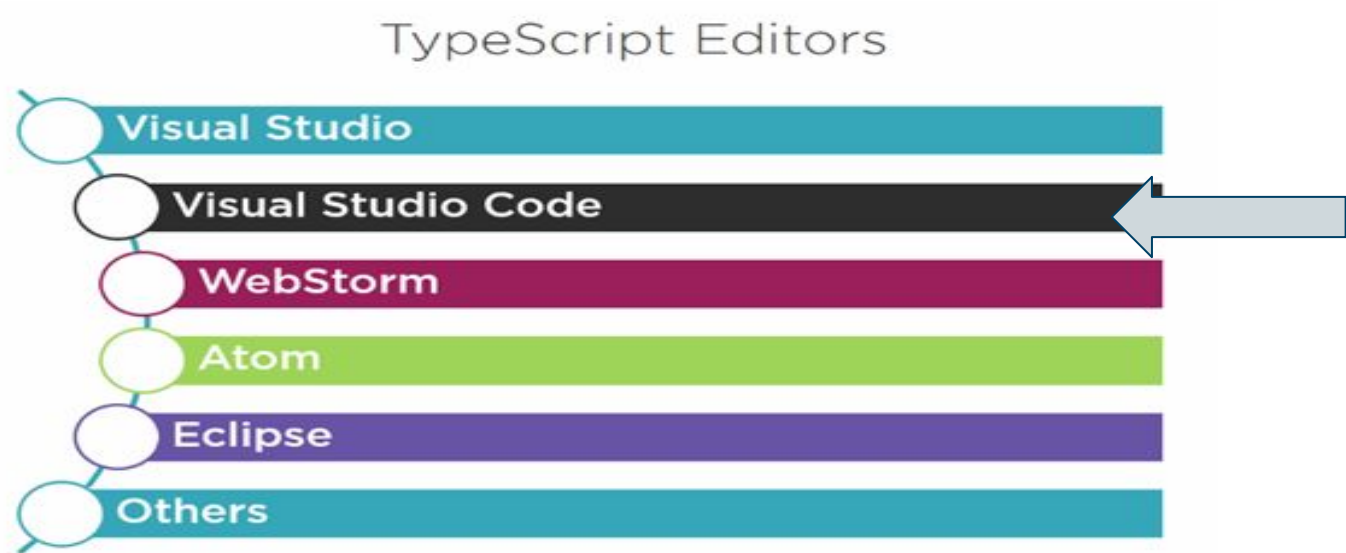 TypeScript Editors
Visual Studio
Visual Studio Code
WebStorm
Atom
Eclipse
Others